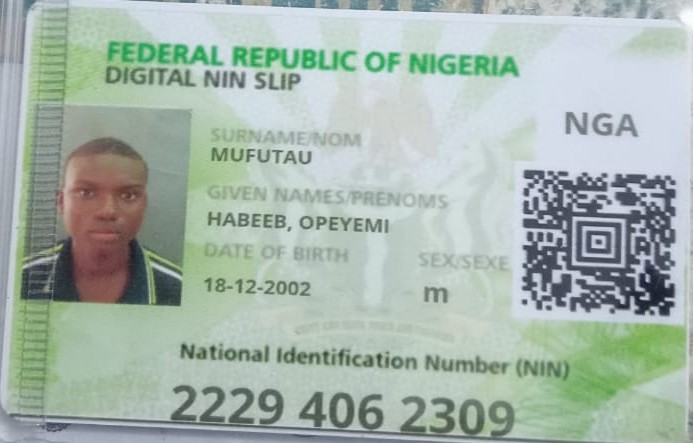 FEDERAL REPUBLIC OF NIGERIA
DIGITAL NIN SLIP
NGA
SURNAME/NOM
MUFUTAU
GIVEN NAMES/PRENOMS
HABEEB, OPEYEMI
DATE OF BIRTH
SEX/SEXE
18-12-2002
m
National Identification Number (NIN)
2229 406 2309